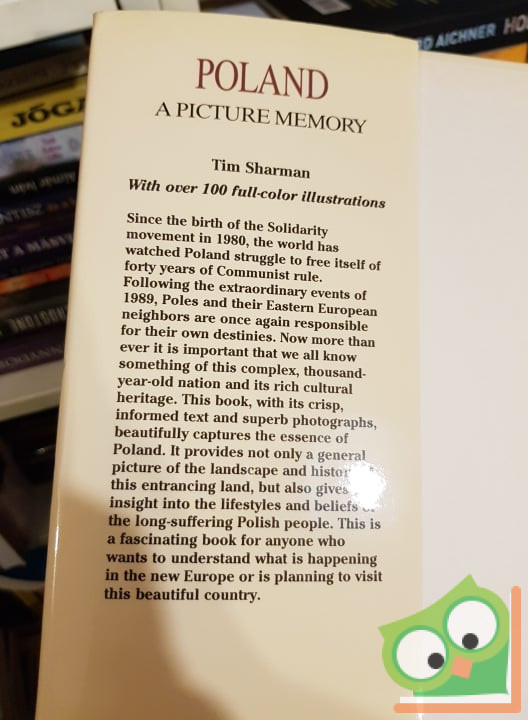 POLAND
A PICTURE MEMORY
Tim Sharman
With over 100 full-color illustrations
Since the birth of the Solidarity
movement in 1980, the world has
watched Poland struggle to free itself of
forty years of Communist rule.
Following the extraordinary events of
1989, Poles and their Eastern European
neighbors are once again responsible
for their own destinies. Now more than
ever it is important that we all know
something of this complex, thousand-
year-old nation and its rich cultural
heritage. This book, with its crisp,
informed text and superb photographs,
beautifully captures the essence of
Poland. It provides not only a general
picture of the landscape and
this entrancing land, but also gives
insight into the lifestyles and beliefs
the long-suffering Polish people. This is
a fascinating book for anyone who
wants to understand what is happening
in the new Europe or is planning to visit
this beautiful country.
JÓGA
AICHNER